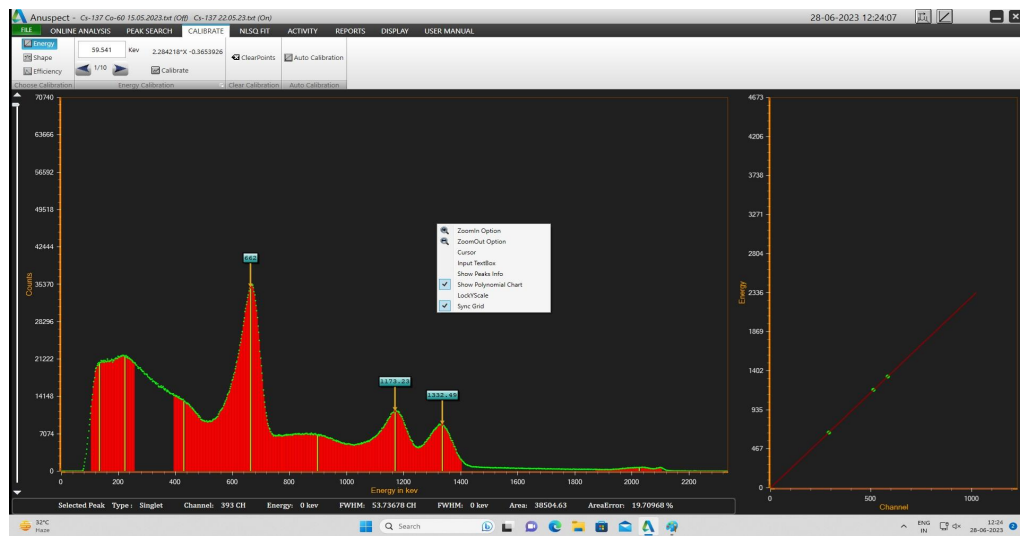 Anuspect - Cs-137 Co-60 15.05.2023.txt (Off) Cs-137 22.05.23.txt (On)
28-06-2023 12:24:07
FILE ONLINE ANALYSIS PEAK SEARCH CALIBRATE NLSQ FIT ACTIVITY REPORTS DISPLAY USER MANUAL
Energy
Shape
Efficiency
Choose Calibration
59.541 Kev 2.284218*X -0.3653926
1/10 Calibrate
Energy Calibration
ClearPoints
Clear Calibration
Auto Calibration
Auto Calibration
70740
63666
56592
49518
42444
35370
28296
21222
14148
7074
0
Counts
662
1173.23
1332.49
0 200 400 600 800 1000 1200 1400 1600 1800 2000 2200
Energy in kev
ZoomIn Option
ZoomOut Option
Cursor
Input TextBox
Show Peaks Info
Show Polynomial Chart
LockYScale
Sync Grid
4673
4206
3738
3271
2804
2336
1869
1402
935
467
0
Energy
0 500 1000
Channel
Selected Peak Type : Singlet Channel: 393 CH Energy: 0 kev FWHM: 53.73678 CH FWHM: 0 kev Area: 38504.63 AreaError: 19.70968 %
32°C
Haze
Search
ENG
IN
12:24
28-06-2023
2